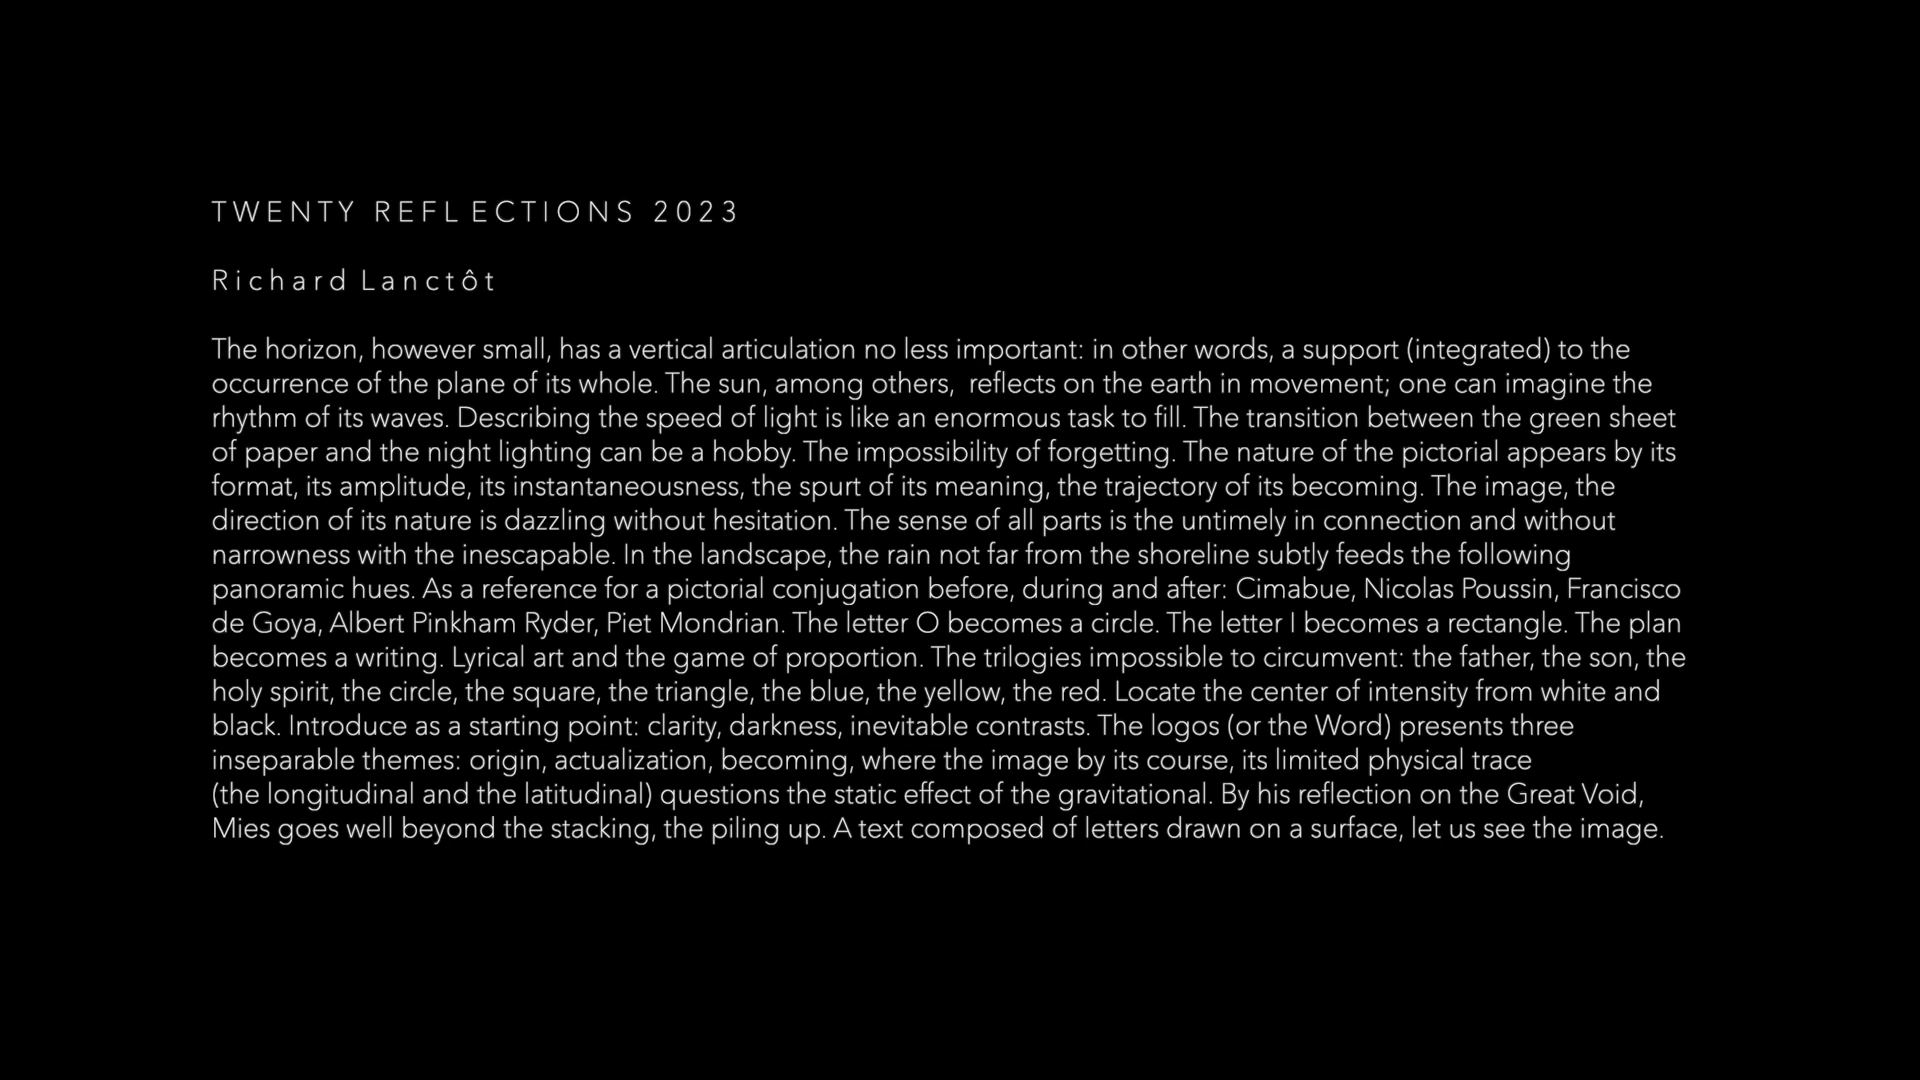 TWENTY REFLECTIONS 2023
Richard Lanctôt
The horizon, however small, has a vertical articulation no less important: in other words, a support (integrated) to the
occurrence of the plane of its whole. The sun, among others,  reflects on the earth in movement; one can imagine the
rhythm of its waves. Describing the speed of light is like an enormous task to fill. The transition between the green sheet
of paper and the night lighting can be a hobby. The impossibility of forgetting. The nature of the pictorial appears by its
format, its amplitude, its instantaneousness, the spurt of its meaning, the trajectory of its becoming. The image, the
direction of its nature is dazzling without hesitation. The sense of all parts is the untimely in connection and without
narrowness with the inescapable. In the landscape, the rain not far from the shoreline subtly feeds the following
panoramic hues. As a reference for a pictorial conjugation before, during and after: Cimabue, Nicolas Poussin, Francisco
de Goya, Albert Pinkham Ryder, Piet Mondrian. The letter O becomes a circle. The letter I becomes a rectangle. The plan
becomes a writing. Lyrical art and the game of proportion. The trilogies impossible to circumvent: the father, the son, the
holy spirit, the circle, the square, the triangle, the blue, the yellow, the red. Locate the center of intensity from white and
black. Introduce as a starting point: clarity, darkness, inevitable contrasts. The logos (or the Word) presents three
inseparable themes: origin, actualization, becoming, where the image by its course, its limited physical trace
(the longitudinal and the latitudinal) questions the static effect of the gravitational. By his reflection on the Great Void,
Mies goes well beyond the stacking, the piling up. A text composed of letters drawn on a surface, let us see the image.